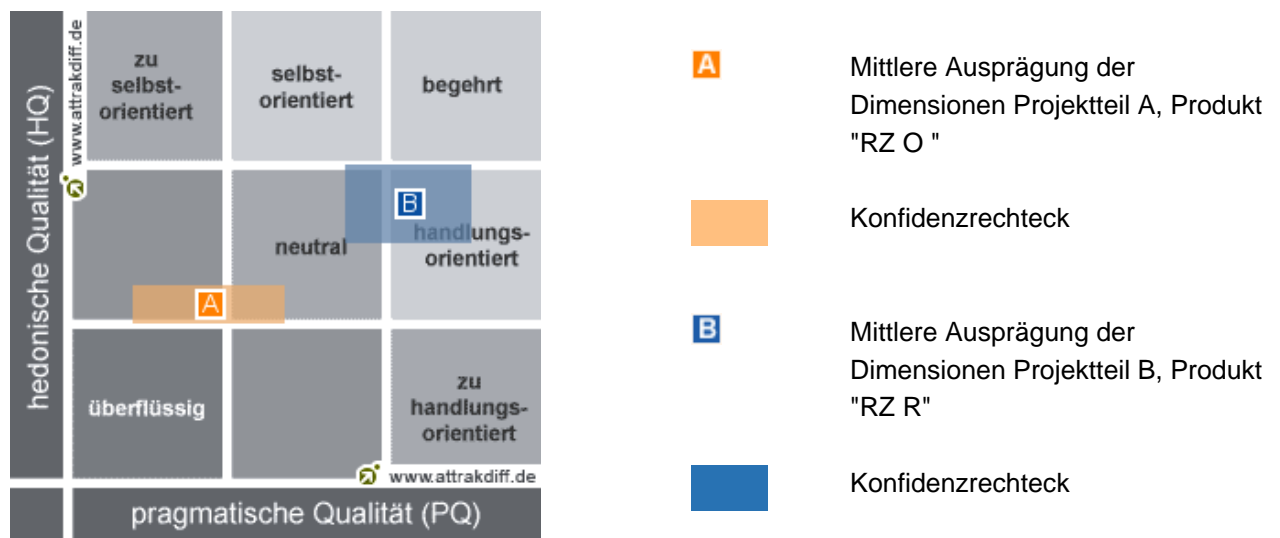 hedonische Qualität (HQ)
www.attrakdiff.de
zu
selbst-
orientiert
selbst-
orientiert
begehrt
neutral
B
handlungs-
orientiert
A
überflüssig
zu
handlungs-
orientiert
www.attrakdiff.de
pragmatische Qualität (PQ)
A
Mittlere Ausprägung der
Dimensionen Projektteil A, Produkt
"RZ O "
Konfidenzrechteck
B
Mittlere Ausprägung der
Dimensionen Projektteil B, Produkt
"RZ R"
Konfidenzrechteck